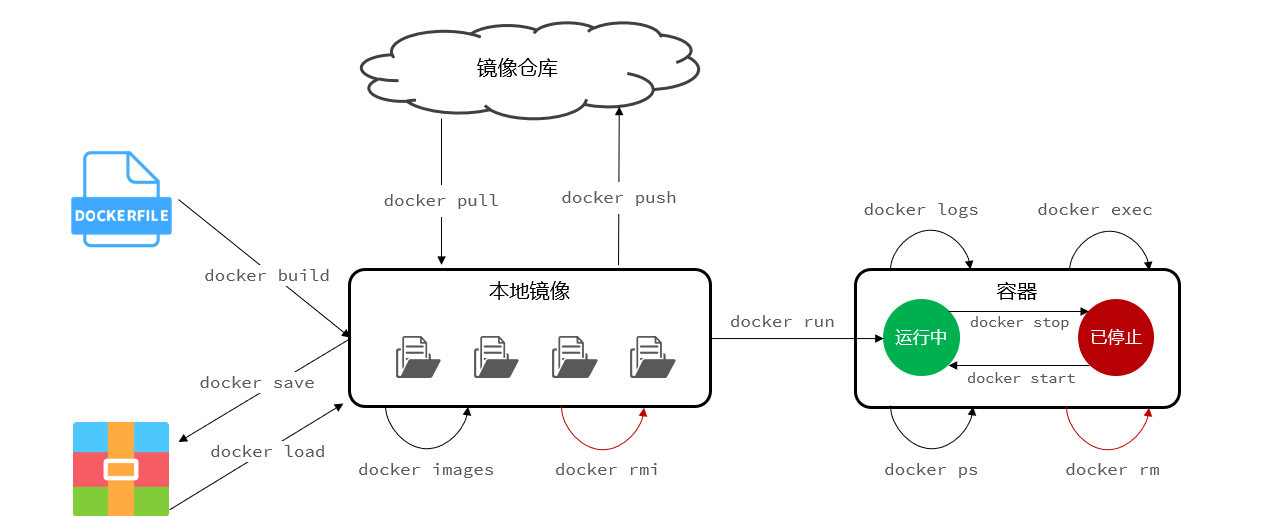 镜像仓库
DOCKERFILE
docker pull
docker push
docker logs
docker exec
docker build
本地镜像
容器
docker run
运行中
docker stop
已停止
docker start
docker save
docker load
docker images
docker rmi
docker ps
docker rm